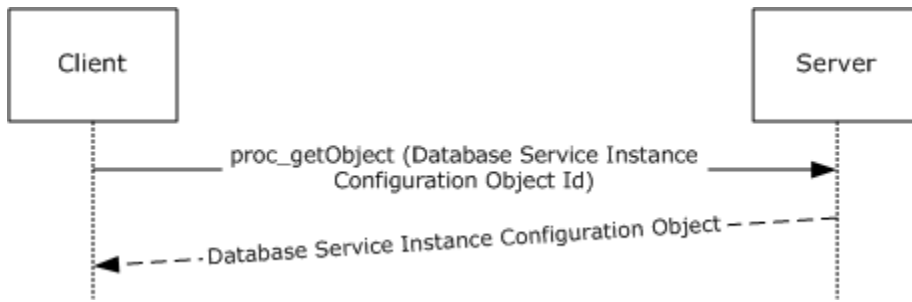 Client
Server
proc_getObject (Database Service Instance
Configuration Object Id)
Database Service Instance Configuration Object